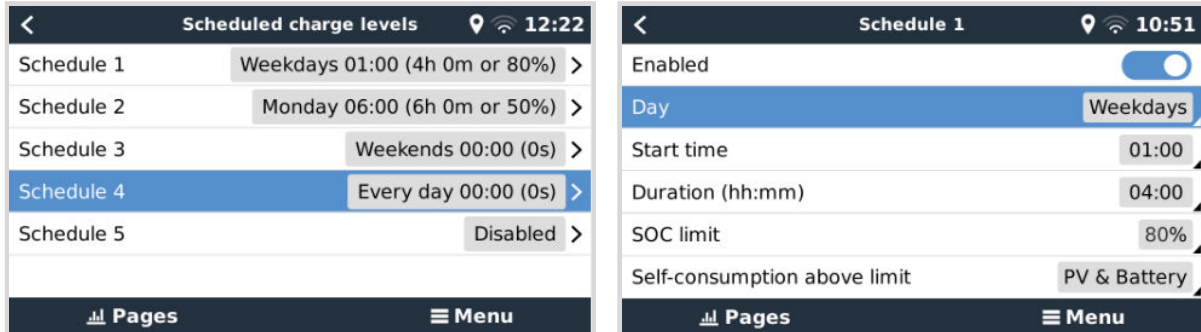 Scheduled charge levels 12:22
Schedule 1 Weekdays 01:00 (4h 0m or 80%)
Schedule 2 Monday 06:00 (6h 0m or 50%)
Schedule 3 Weekends 00:00 (0s)
Schedule 4 Every day 00:00 (0s)
Schedule 5 Disabled
Pages Menu
Schedule 1 10:51
Enabled
Day Weekdays
Start time 01:00
Duration (hh:mm) 04:00
SOC limit 80%
Self-consumption above limit PV & Battery
Pages Menu